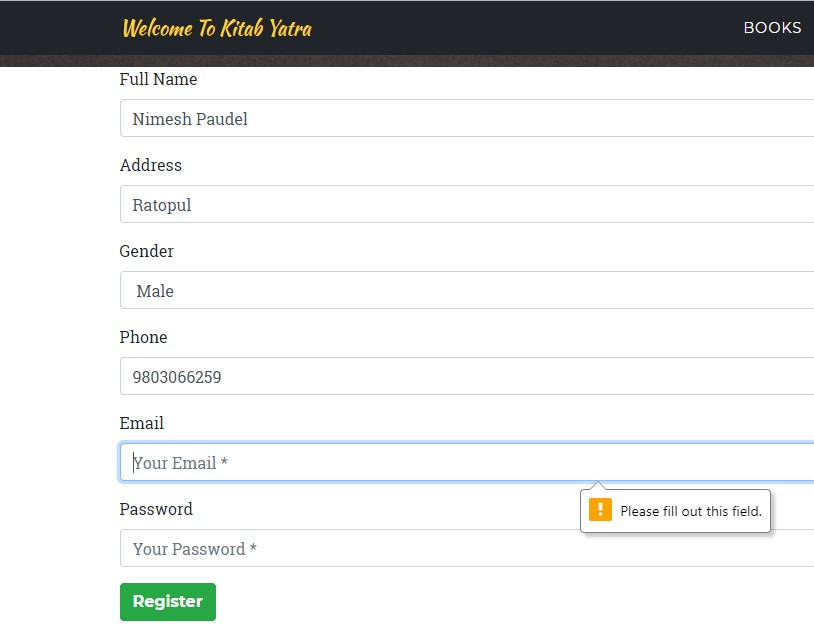 Welcome To Kitab Yatra
BOOKS
Full Name
Nimesh Paudel
Address
Ratopul
Gender
Male
Phone
9803066259
Email
Your Email *
Please fill out this field.
Password
Your Password *
Register